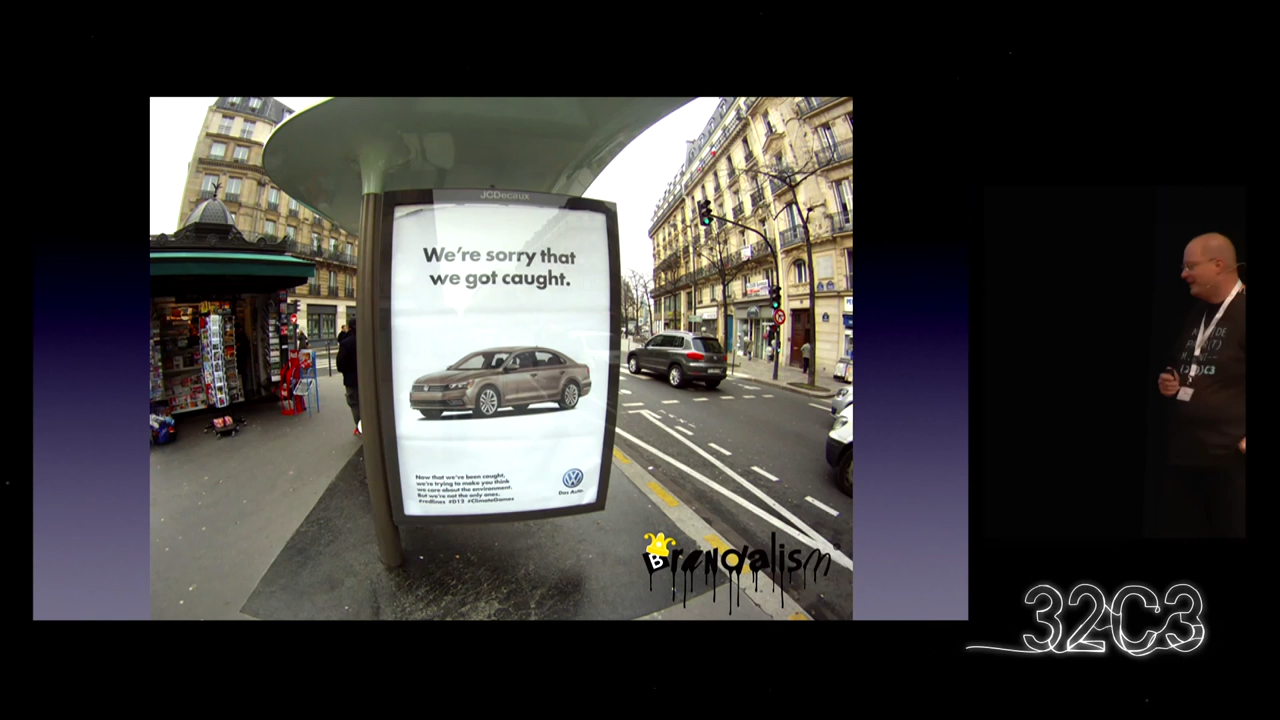 JCDecaux
We're sorry that
we got caught.
Now that we've been caught,
we're trying to make you think
we care about the environment.
But we're not the only ones.
#redlines #D12 #ClimateGames
Das Auto.
Brandalism
32C3